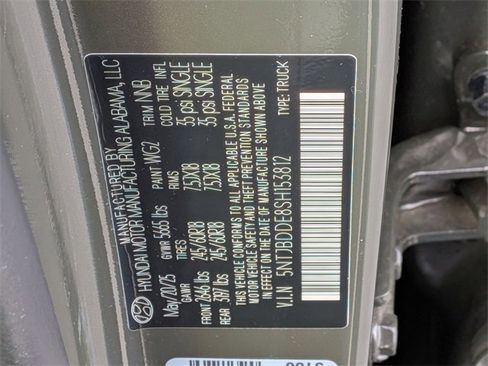 MANUFACTURED BY
HYUNDAI MOTOR MANUFACTURING ALABAMA, LLC
May/20/25 GVWR 5665 lbs PAINT WGZ TRIM NNB
GAWR TIRES RIMS COLD TIRE INFL
FRONT 2646 lbs 245/60R18 7.5JX18 35 psi SINGLE
REAR 3197 lbs 245/60R18 7.5JX18 35 psi SINGLE
THIS VEHICLE CONFORMS TO ALL APPLICABLE U.S.A. FEDERAL
MOTOR VEHICLE SAFETY STANDARDS IN EFFECT ON THE DATE OF
MANUFACTURE SHOWN ABOVE.
V.I.N 5NTJBDDE8SH153812 TYPE: TRUCK